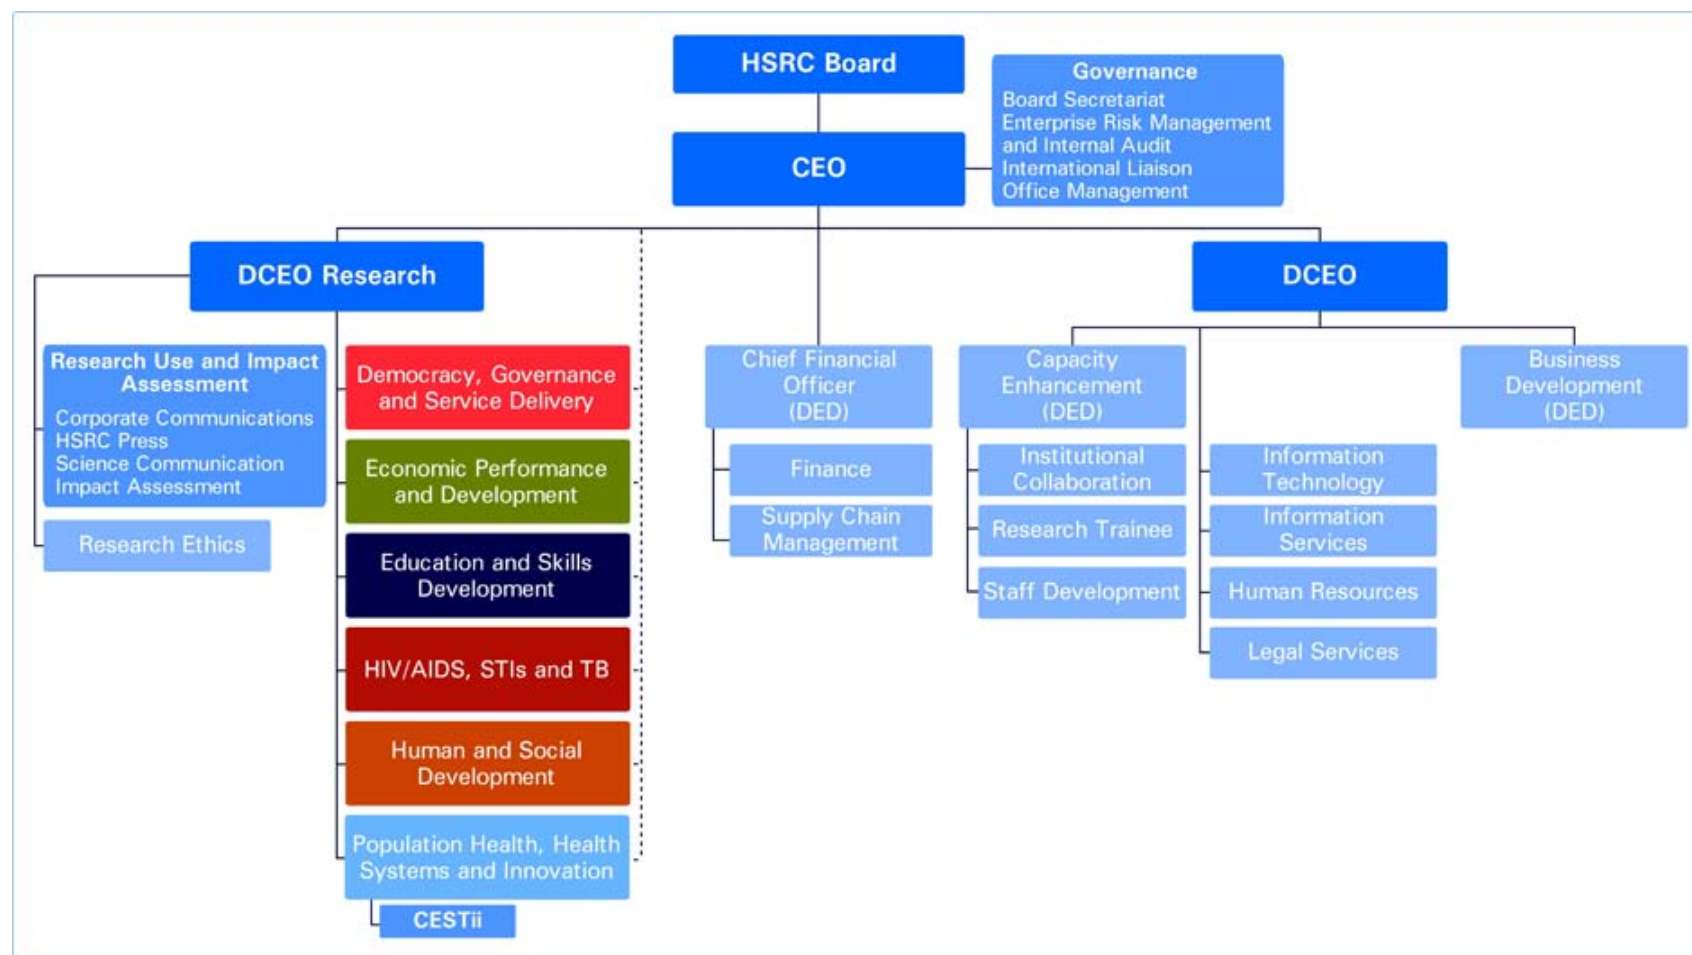 HSRC Board
Governance
Board Secretariat
Enterprise Risk Management
and Internal Audit
International Liaison
Office Management
CEO
DCEO Research
DCEO
Research Use and Impact
Assessment
Corporate Communications
HSRC Press
Science Communication
Impact Assessment
Research Ethics
Democracy, Governance
and Service Delivery
Economic Performance
and Development
Education and Skills
Development
HIV/AIDS, STIs and TB
Human and Social
Development
Population Health, Health
Systems and Innovation
CESTii
Chief Financial
Officer
(DED)
Finance
Supply Chain
Management
Capacity
Enhancement
(DED)
Institutional
Collaboration
Research Trainee
Staff Development
Information
Technology
Information
Services
Human Resources
Legal Services
Business
Development
(DED)